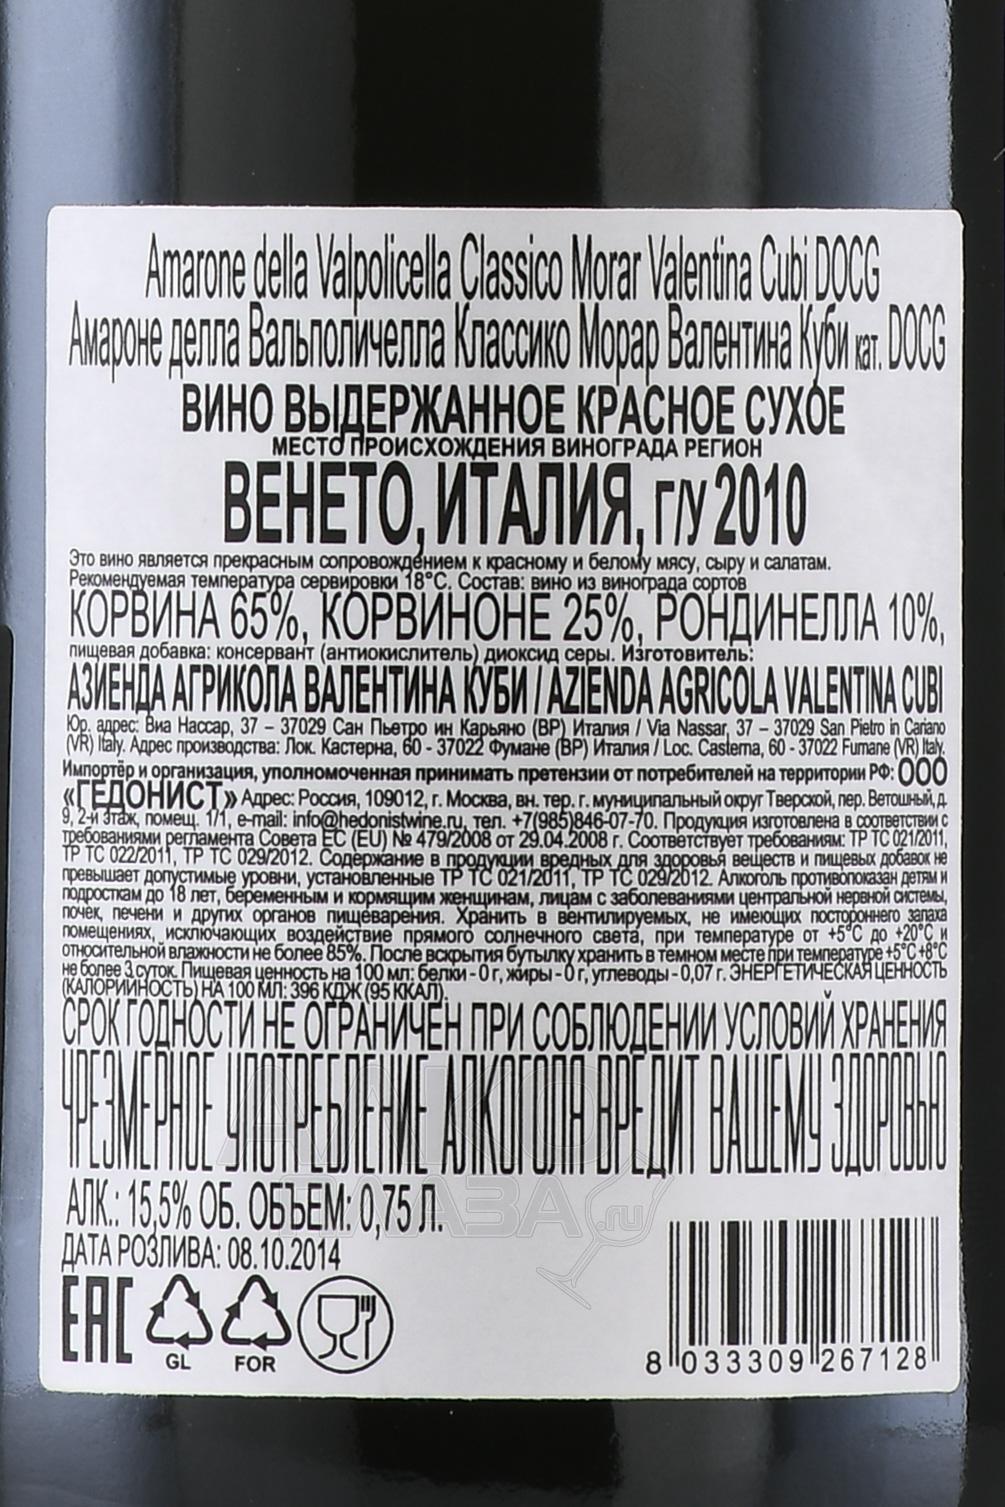 Amarone della Valpolicella Classico Morar Valentina Cubi DOCG
Амароне делла Вальполичелла Классико Морар Валентина Куби кат. DOCG
ВИНО ВЫДЕРЖАННОЕ КРАСНОЕ СУХОЕ
МЕСТО ПРОИСХОЖДЕНИЯ ВИНОГРАДА РЕГИОН
ВЕНЕТО, ИТАЛИЯ, Г/У 2010
Это вино является прекрасным сопровождением к красному и белому мясу, сыру и салатам.
Рекомендуемая температура сервировки 18°С. Состав: вино из винограда сортов
КОРВИНА 65%, КОРВИНОНЕ 25%, РОНДИНЕЛЛА 10%,
пищевая добавка: консервант (антиокислитель) диоксид серы. Изготовитель:
АЗИЕНДА АГРИКОЛА ВАЛЕНТИНА КУБИ / AZIENDA AGRICOLA VALENTINA CUBI
Юр. адрес: Виа Нассар, 37 – 37029 Сан Пьетро ин Карьяно (ВР) Италия / Via Nassar, 37 – 37029 San Pietro in Cariano
(VR) Italy. Адрес производства: Лок. Кастерна, 60 - 37022 Фумане (ВР) Италия / Loc. Casterna, 60 - 37022 Fumane (VR) Italy.
Импортёр и организация, уполномоченная принимать претензии от потребителей на территории РФ: ООО
«ГЕДОНИСТ» Адрес: Россия, 109012, г. Москва, вн. тер. г. муниципальный округ Тверской, пер. Ветошный, д.
9, 2-й этаж, помещ. 1/1, e-mail: info@hedonistwine.ru, тел. +7(985)846-07-70. Продукция изготовлена в соответствии с
требованиями регламента Совета ЕС (EU) № 479/2008 от 29.04.2008 г. Соответствует требованиям: ТР ТС 021/2011,
ТР ТС 022/2011, ТР ТС 029/2012. Содержание в продукции вредных для здоровья веществ и пищевых добавок не
превышает допустимые уровни, установленные ТР ТС 021/2011, ТР ТС 029/2012. Алкоголь противопоказан детям и
подросткам до 18 лет, беременным и кормящим женщинам, лицам с заболеваниями центральной нервной системы,
почек, печени и других органов пищеварения. Хранить в вентилируемых, не имеющих постороннего запаха
помещениях, исключающих воздействие прямого солнечного света, при температуре от +5°С до +20°С и
относительной влажности не более 85%. После вскрытия бутылку хранить в темном месте при температуре +5°С +8°С
не более 3 суток. Пищевая ценность на 100 мл: белки - 0 г, жиры - 0 г, углеводы - 0,07 г. ЭНЕРГЕТИЧЕСКАЯ ЦЕННОСТЬ
(КАЛОРИЙНОСТЬ) НА 100 МЛ: 396 КДЖ (95 ККАЛ).
СРОК ГОДНОСТИ НЕ ОГРАНИЧЕН ПРИ СОБЛЮДЕНИИ УСЛОВИЙ ХРАНЕНИЯ
ЧРЕЗМЕРНОЕ УПОТРЕБЛЕНИЕ АЛКОГОЛЯ ВРЕДИТ ВАШЕМУ ЗДОРОВЬЮ
АЛК.: 15,5% ОБ. ОБЪЕМ: 0,75 Л.
ДАТА РОЗЛИВА: 08.10.2014
EAC
GL FOR
8 033309 267128
АЛКО
ПЛАЗА.ru